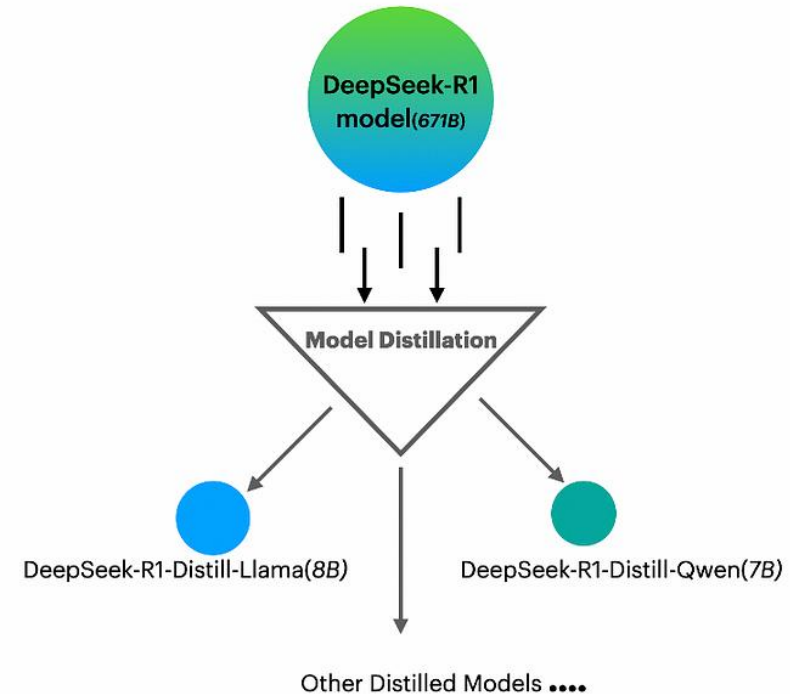 DeepSeek-R1
model(671B)
Model Distillation
DeepSeek-R1-Distill-Llama(8B)
DeepSeek-R1-Distill-Qwen(7B)
Other Distilled Models ....